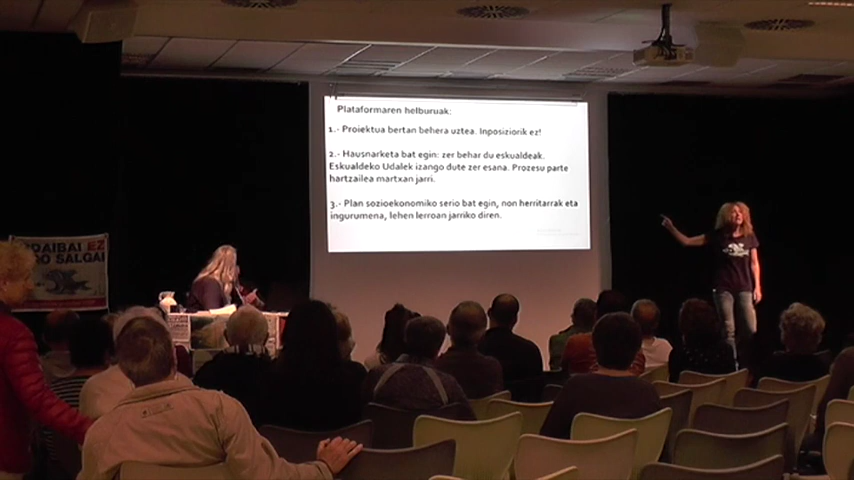 Plataformaren helburuak:
1.- Proiektua bertan behera uztea. Inposiziorik ez!
2.- Hausnarketa bat egin: zer behar du eskualdeak.
Eskualdeko Udalek izango dute zer esana. Prozesu parte
hartzailea martxan jarri.
3.- Plan sozioekonomiko serio bat egin, non herritarrak eta
ingurumena, lehen lerroan jarriko diren.
RDAIBAI EZ
GO SALGAI